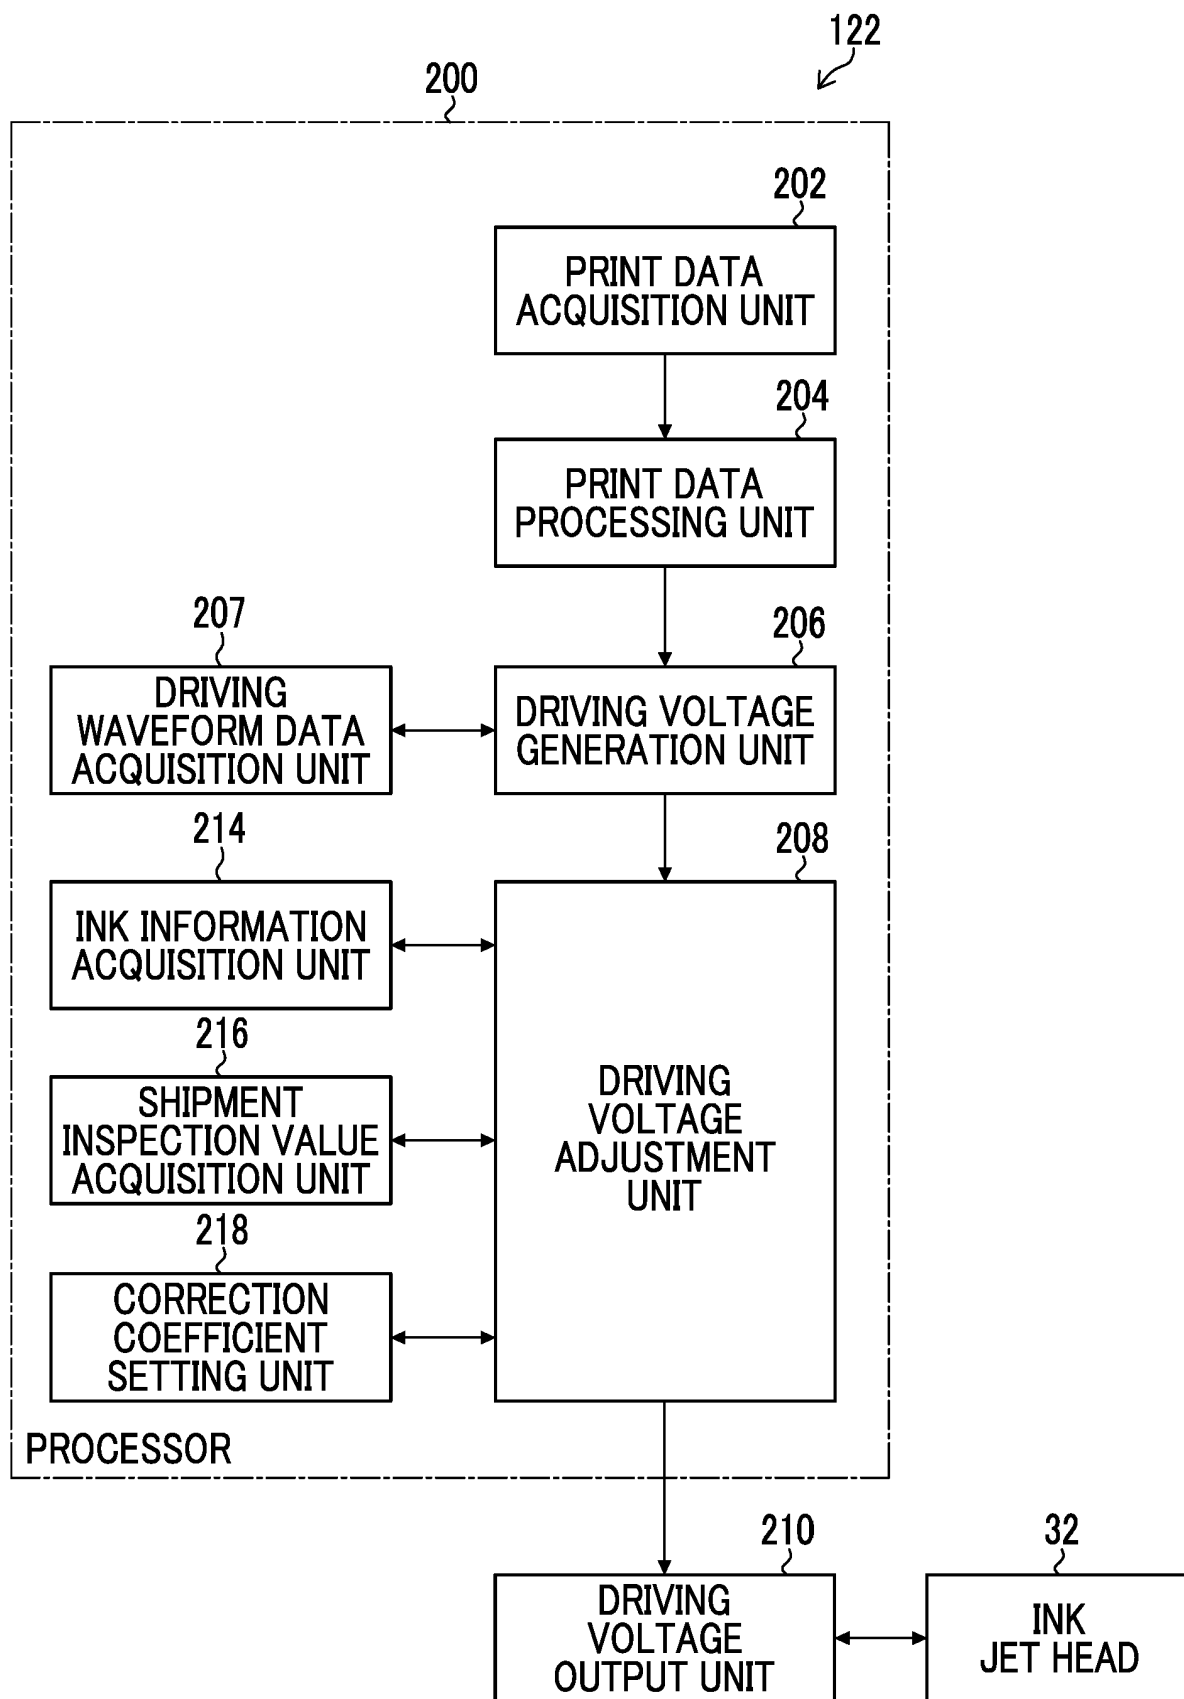 122
200
202
PRINT DATA
ACQUISITION UNIT
204
PRINT DATA
PROCESSING UNIT
207
DRIVING
WAVEFORM DATA
ACQUISITION UNIT
206
DRIVING VOLTAGE
GENERATION UNIT
214
INK INFORMATION
ACQUISITION UNIT
208
DRIVING
VOLTAGE
ADJUSTMENT
UNIT
216
SHIPMENT
INSPECTION VALUE
ACQUISITION UNIT
218
CORRECTION
COEFFICIENT
SETTING UNIT
PROCESSOR
210
DRIVING
VOLTAGE
OUTPUT UNIT
32
INK
JET HEAD